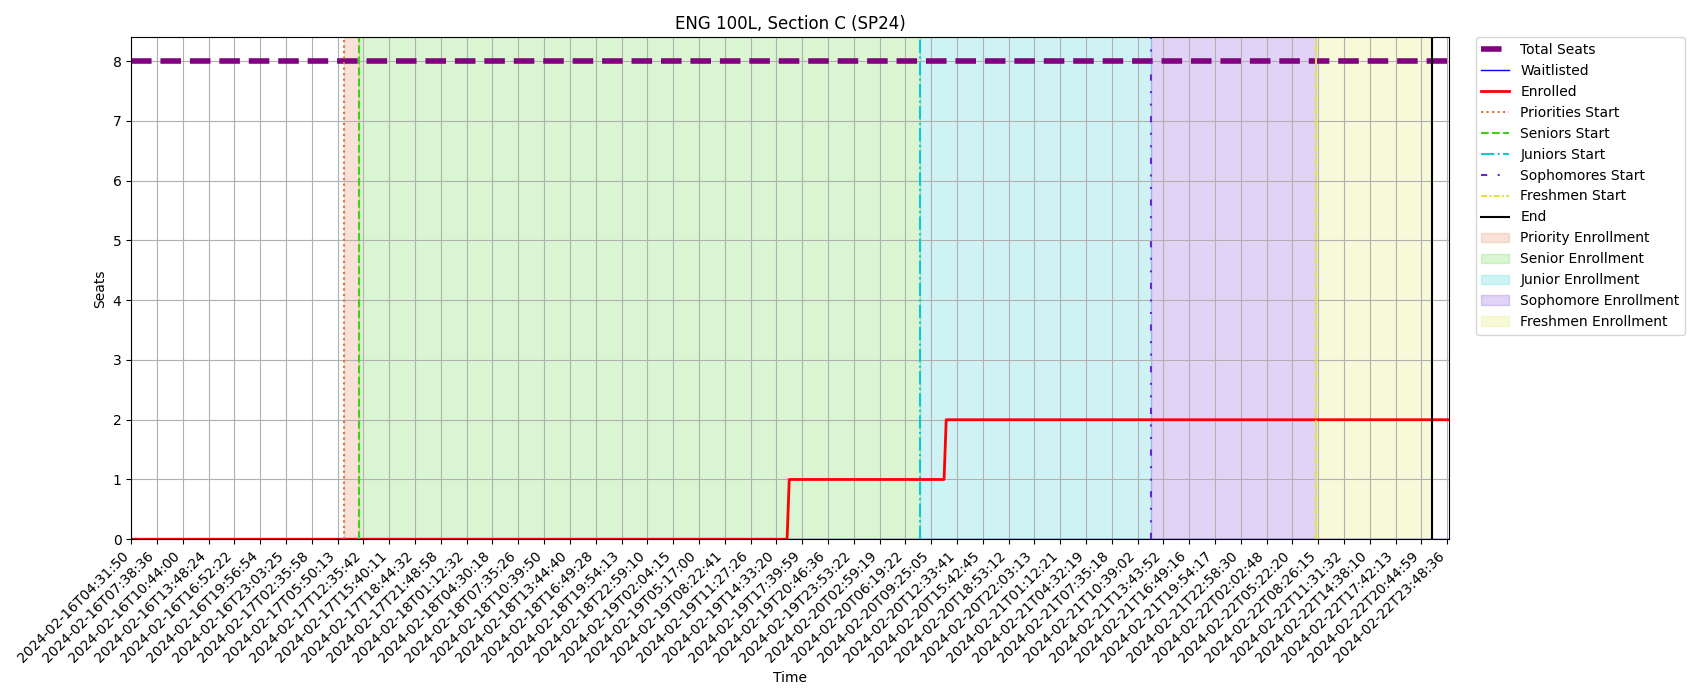 ENG 100L, Section C (SP24)
Seats
8
7
6
5
4
3
2
1
0
2024-02-16T04:31:50
2024-02-16T07:38:36
2024-02-16T10:44:00
2024-02-16T13:48:24
2024-02-16T16:52:22
2024-02-16T19:56:54
2024-02-16T23:03:25
2024-02-17T02:35:58
2024-02-17T05:50:13
2024-02-17T12:35:42
2024-02-17T15:40:11
2024-02-17T18:44:32
2024-02-17T21:48:58
2024-02-18T01:12:32
2024-02-18T04:30:18
2024-02-18T07:35:26
2024-02-18T10:39:50
2024-02-18T13:44:40
2024-02-18T16:49:28
2024-02-18T19:54:13
2024-02-18T22:59:10
2024-02-19T02:04:15
2024-02-19T05:17:00
2024-02-19T08:22:41
2024-02-19T11:27:26
2024-02-19T14:33:20
2024-02-19T17:39:59
2024-02-19T20:46:36
2024-02-19T23:53:22
2024-02-20T02:59:19
2024-02-20T06:19:22
2024-02-20T09:25:05
2024-02-20T12:33:41
2024-02-20T15:42:45
2024-02-20T18:53:12
2024-02-20T22:03:13
2024-02-21T01:12:21
2024-02-21T04:32:19
2024-02-21T07:35:18
2024-02-21T10:39:02
2024-02-21T13:43:52
2024-02-21T16:49:16
2024-02-21T19:54:17
2024-02-21T22:58:30
2024-02-22T02:02:48
2024-02-22T05:22:20
2024-02-22T08:26:15
2024-02-22T11:31:32
2024-02-22T14:38:10
2024-02-22T17:42:13
2024-02-22T20:44:59
2024-02-22T23:48:36
Time
Total Seats
Waitlisted
Enrolled
Priorities Start
Seniors Start
Juniors Start
Sophomores Start
Freshmen Start
End
Priority Enrollment
Senior Enrollment
Junior Enrollment
Sophomore Enrollment
Freshmen Enrollment